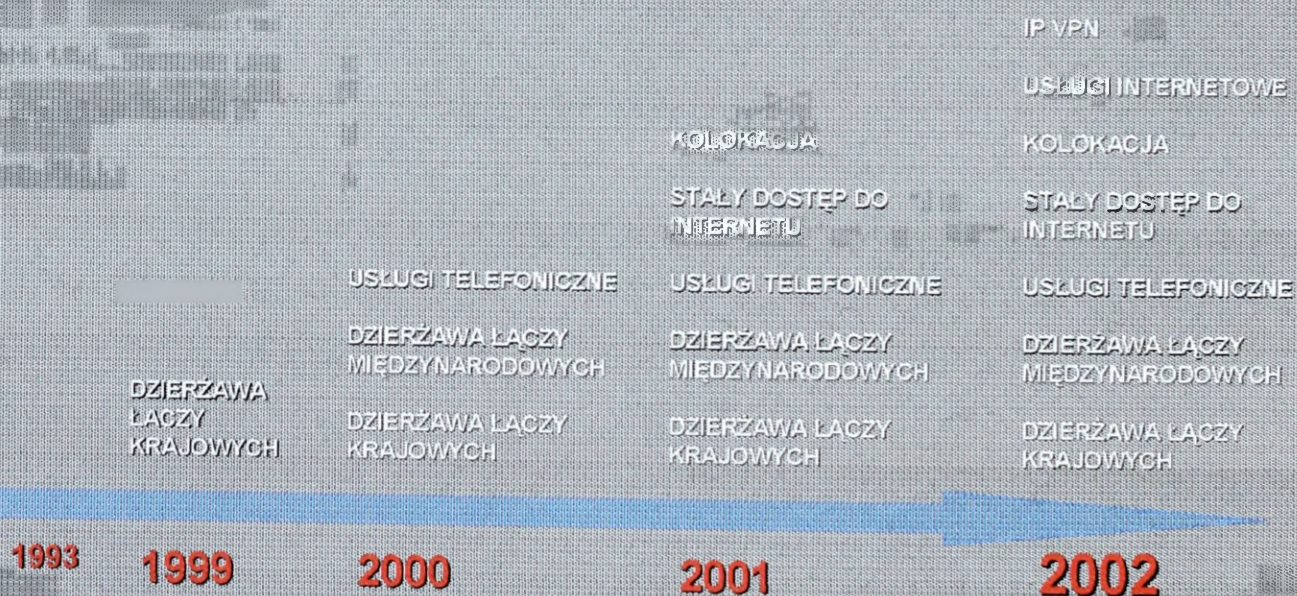 IP VPN
USŁUGI INTERNETOWE
KOLOKACJA
KOLOKACJA
STAŁY DOSTĘP DO
INTERNETU
STAŁY DOSTĘP DO
INTERNETU
USŁUGI TELEFONICZNE
USŁUGI TELEFONICZNE
USŁUGI TELEFONICZNE
DZIERŻAWA ŁĄCZY
MIĘDZYNARODOWYCH
DZIERŻAWA ŁĄCZY
MIĘDZYNARODOWYCH
DZIERŻAWA ŁĄCZY
MIĘDZYNARODOWYCH
DZIERŻAWA
ŁĄCZY
KRAJOWYCH
DZIERŻAWA ŁĄCZY
KRAJOWYCH
DZIERŻAWA ŁĄCZY
KRAJOWYCH
DZIERŻAWA ŁĄCZY
KRAJOWYCH
1993
1999
2000
2001
2002